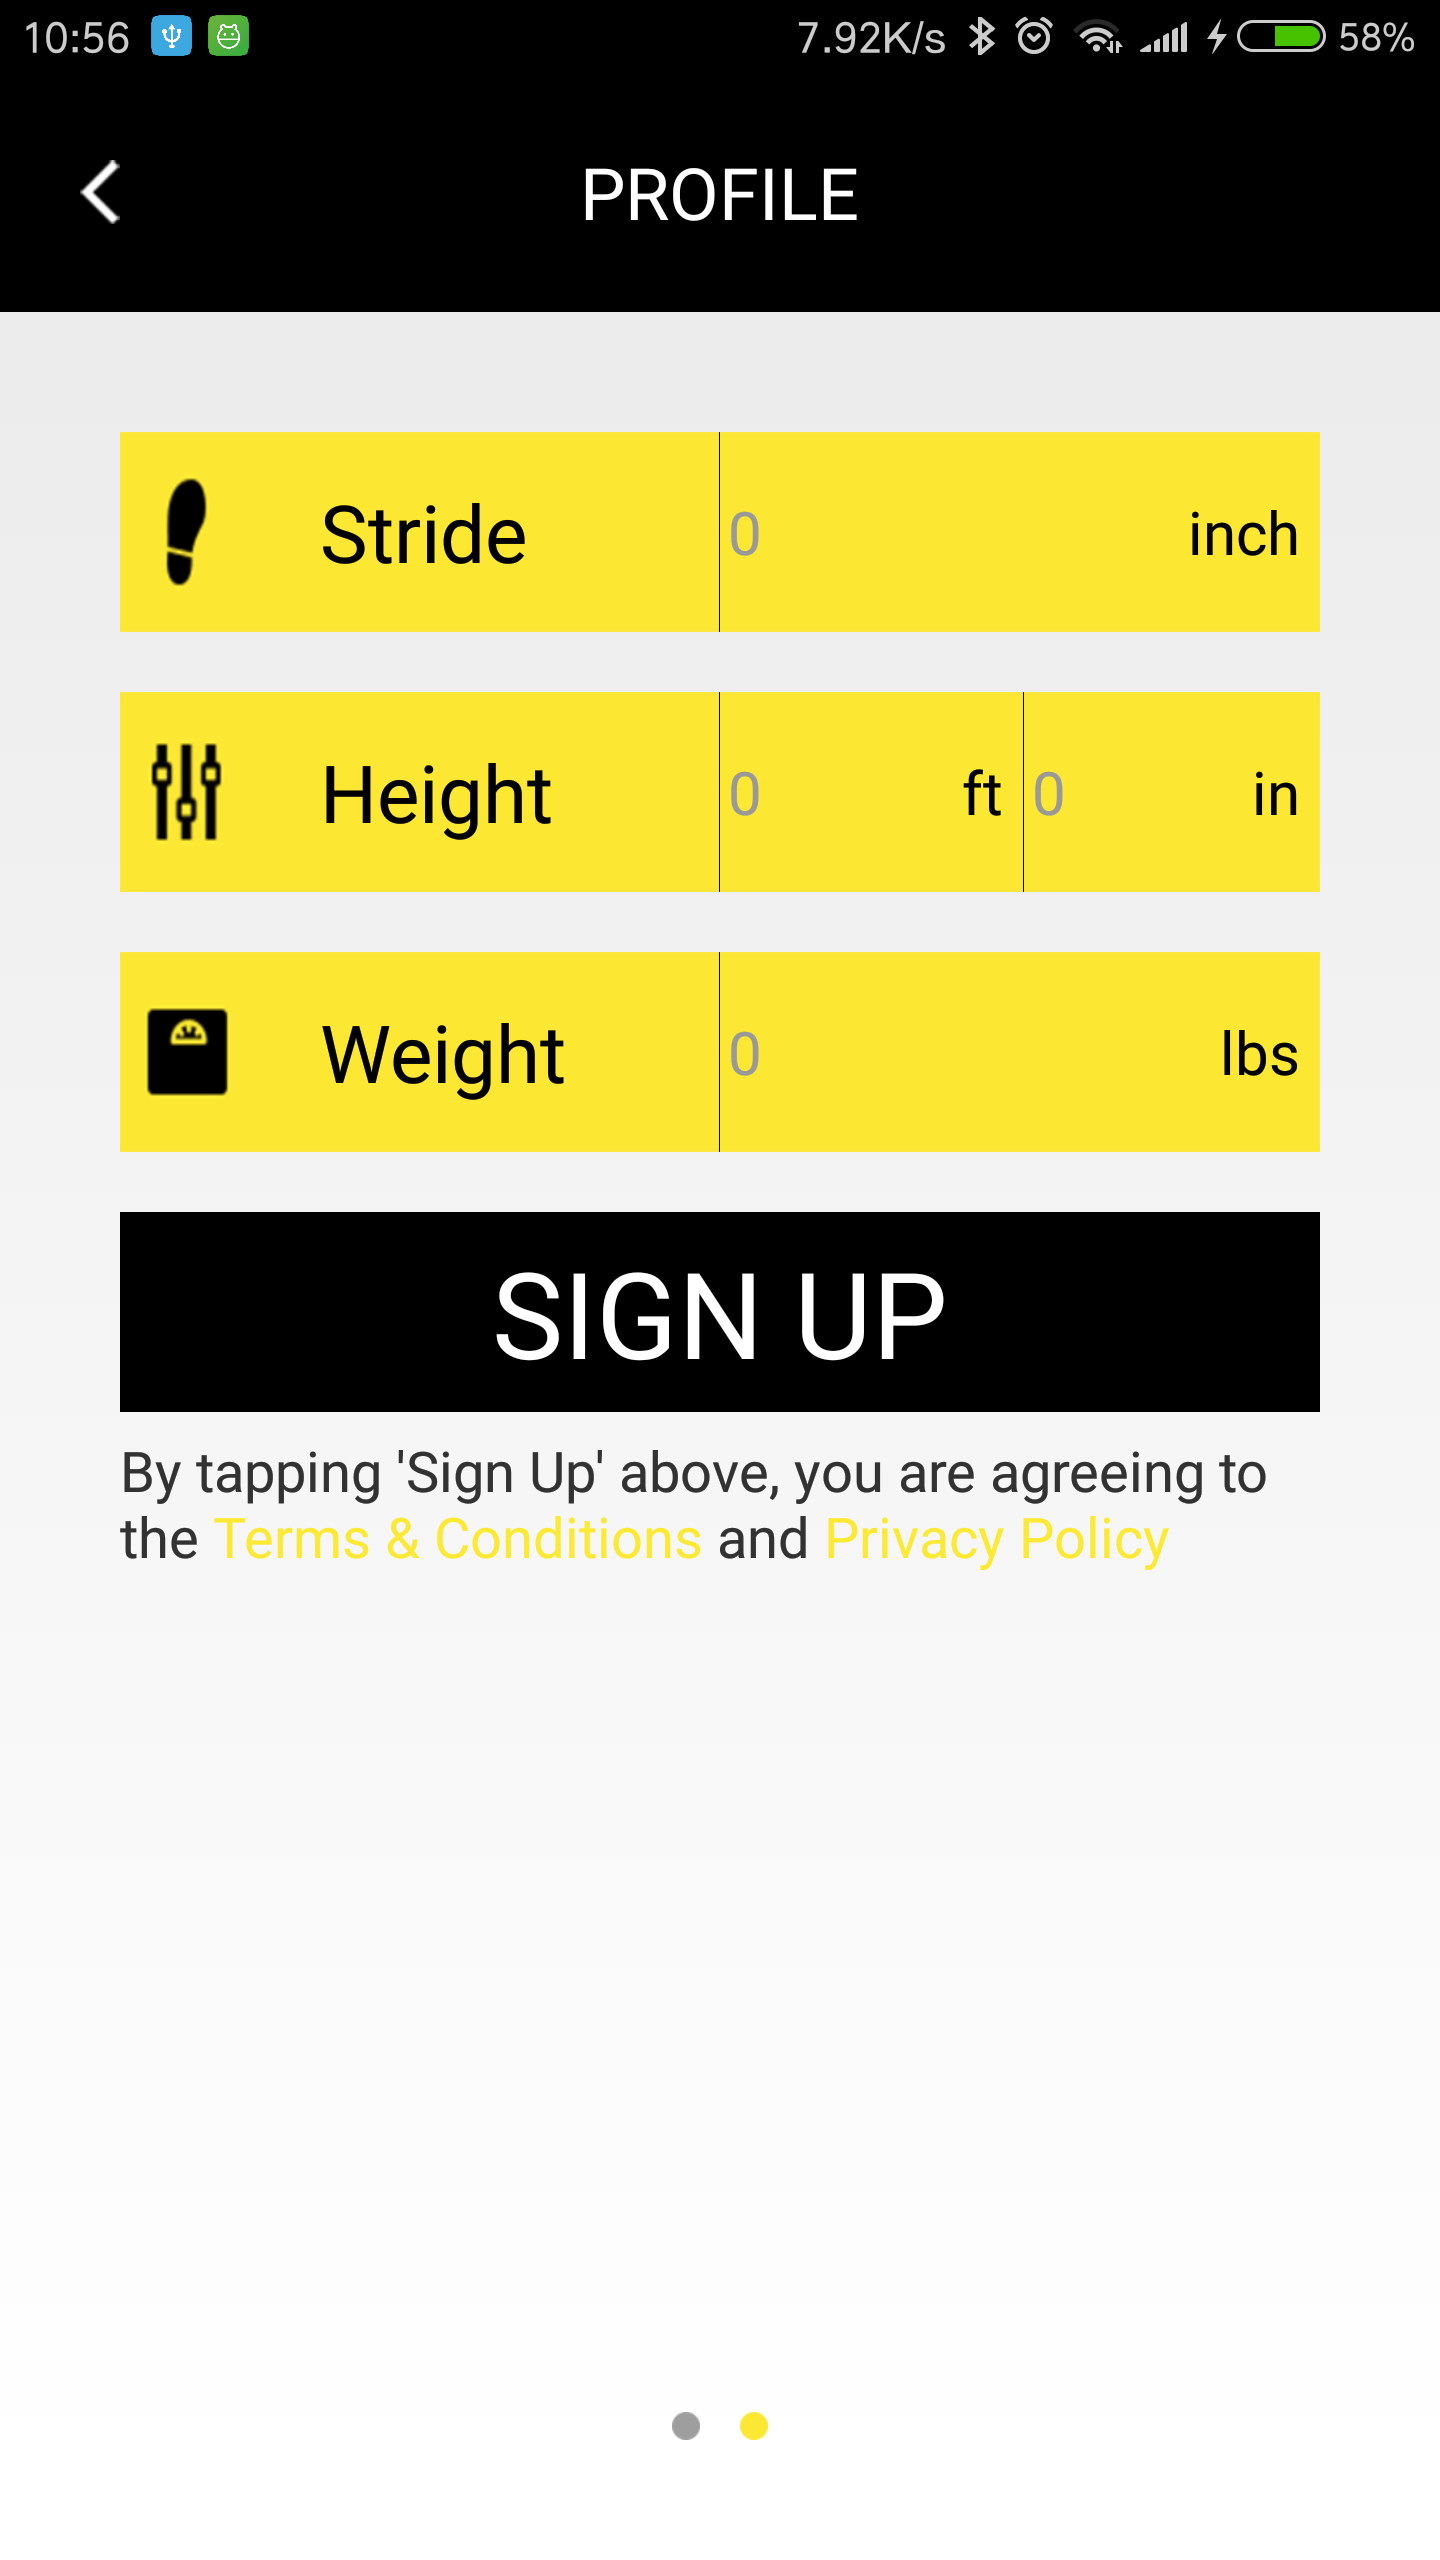 10:56 7.92K/s 58%
PROFILE
Stride 0 inch
Height 0 ft 0 in
Weight 0 lbs
SIGN UP
By tapping 'Sign Up' above, you are agreeing to
the Terms & Conditions and Privacy Policy